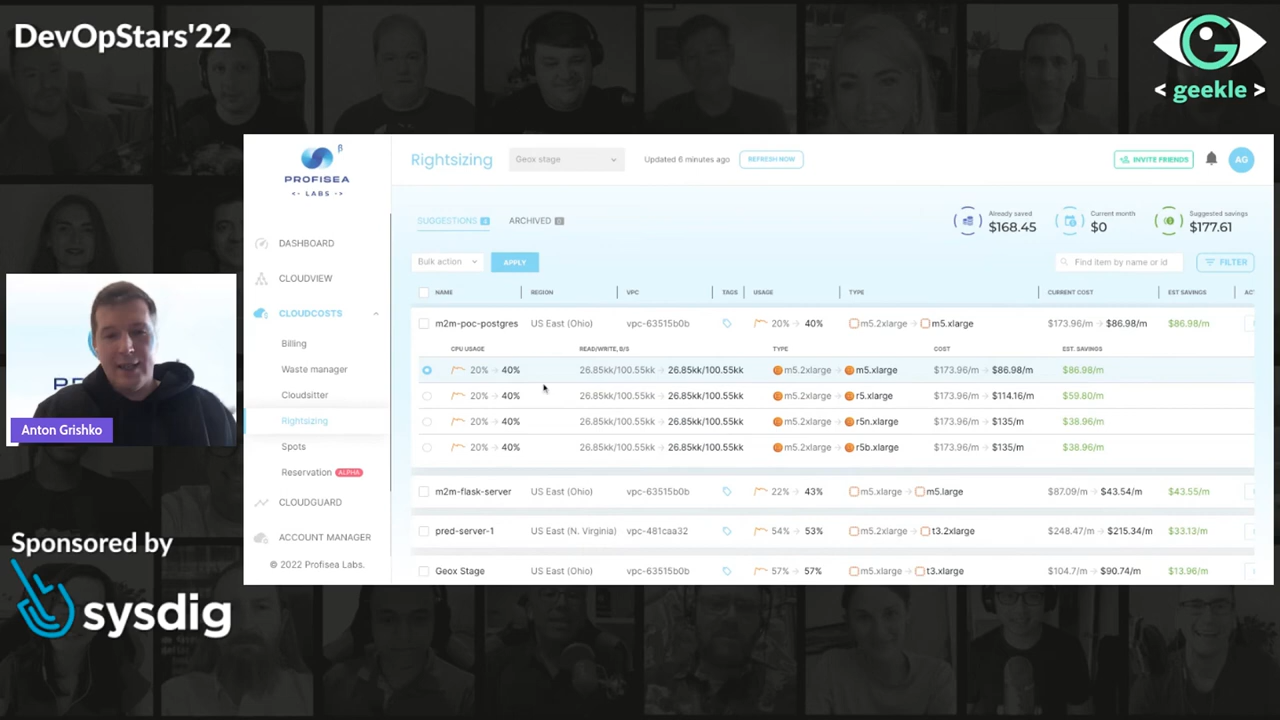 DevOpStars'22
< geekle >
PROFISEA
β
<- LABS ->
Rightsizing
Geox stage
Updated 6 minutes ago
REFRESH NOW
INVITE FRIENDS
AG
SUGGESTIONS 4
ARCHIVED 0
Already saved
$168.45
Current month
$0
Suggested savings
$177.61
Bulk action
APPLY
Find item by name or id
FILTER
NAME REGION VPC TAGS USAGE TYPE CURRENT COST EST SAVINGS
m2m-poc-postgres US East (Ohio) vpc-63515b0b 20% → 40% m5.2xlarge → m5.xlarge $173.96/m → $86.98/m $86.98/m
CPU USAGE READ/WRITE, B/S TYPE COST EST. SAVINGS
20% → 40% 26.85kk/100.55kk → 26.85kk/100.55kk m5.2xlarge → m5.xlarge $173.96/m → $86.98/m $86.98/m
20% → 40% 26.85kk/100.55kk → 26.85kk/100.55kk m5.2xlarge → r5.xlarge $173.96/m → $114.16/m $59.80/m
20% → 40% 26.85kk/100.55kk → 26.85kk/100.55kk m5.2xlarge → r5n.xlarge $173.96/m → $135/m $38.96/m
20% → 40% 26.85kk/100.55kk → 26.85kk/100.55kk m5.2xlarge → r5b.xlarge $173.96/m → $135/m $38.96/m
m2m-flask-server US East (Ohio) vpc-63515b0b 22% → 43% m5.xlarge → m5.large $87.09/m → $43.54/m $43.55/m
pred-server-1 US East (N. Virginia) vpc-481caa32 54% → 53% m5.2xlarge → t3.2xlarge $248.47/m → $215.34/m $33.13/m
Geox Stage US East (Ohio) vpc-63515b0b 57% → 57% m5.xlarge → t3.xlarge $104.7/m → $90.74/m $13.96/m
DASHBOARD
CLOUDVIEW
CLOUDCOSTS
Billing
Waste manager
Cloudsitter
Rightsizing
Spots
Reservation ALPHA
CLOUDGUARD
ACCOUNT MANAGER
© 2022 Profisea Labs.
Anton Grishko
Sponsored by
sysdig